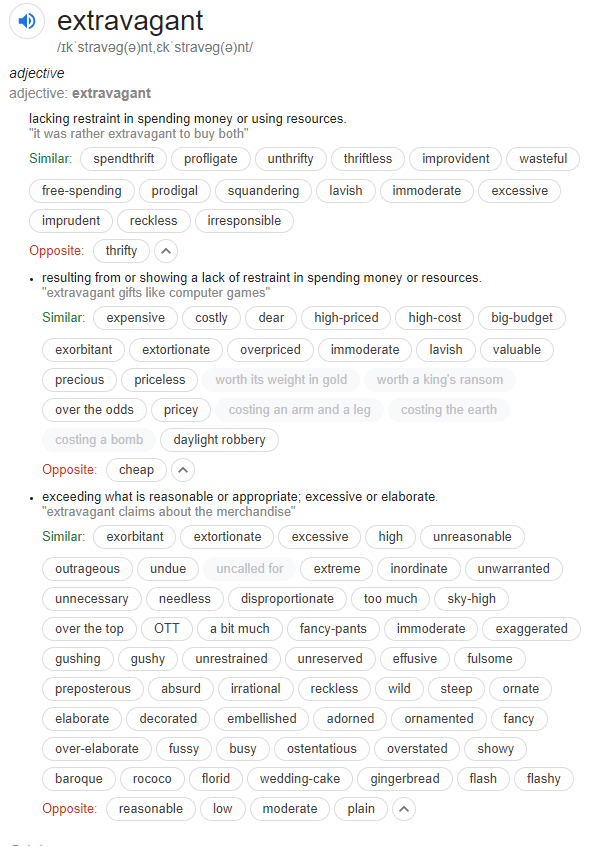 extravagant
/ɪkˈstravəɡ(ə)nt,ɛkˈstravəɡ(ə)nt/
adjective
adjective: extravagant
lacking restraint in spending money or using resources.
"it was rather extravagant to buy both"
Similar: spendthrift profligate unthrifty thriftless improvident wasteful
free-spending prodigal squandering lavish immoderate excessive
imprudent reckless irresponsible
Opposite: thrifty
• resulting from or showing a lack of restraint in spending money or resources.
"extravagant gifts like computer games"
Similar: expensive costly dear high-priced high-cost big-budget
exorbitant extortionate overpriced immoderate lavish valuable
precious priceless worth its weight in gold worth a king's ransom
over the odds pricey costing an arm and a leg costing the earth
costing a bomb daylight robbery
Opposite: cheap
• exceeding what is reasonable or appropriate; excessive or elaborate.
"extravagant claims about the merchandise"
Similar: exorbitant extortionate excessive high unreasonable
outrageous undue uncalled for extreme inordinate unwarranted
unnecessary needless disproportionate too much sky-high
over the top OTT a bit much fancy-pants immoderate exaggerated
gushing gushy unrestrained unreserved effusive fulsome
preposterous absurd irrational reckless wild steep ornate
elaborate decorated embellished adorned ornamented fancy
over-elaborate fussy busy ostentatious overstated showy
baroque rococo florid wedding-cake gingerbread flash flashy
Opposite: reasonable low moderate plain